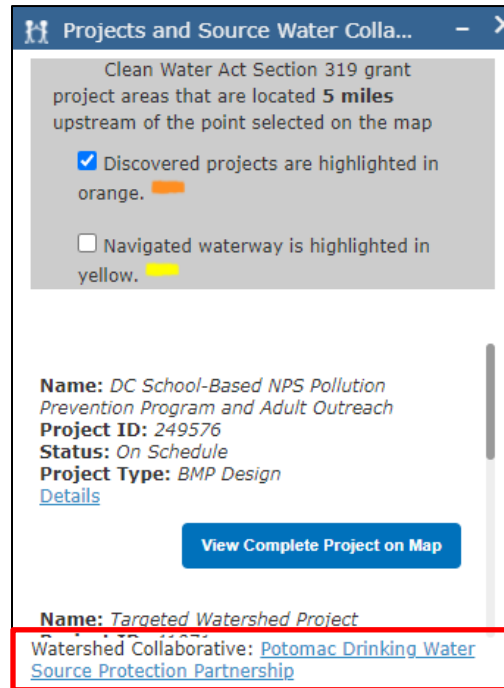 Projects and Source Water Colla...
Clean Water Act Section 319 grant
project areas that are located 5 miles
upstream of the point selected on the map
Discovered projects are highlighted in
orange.
Navigated waterway is highlighted in
yellow.
Name: DC School-Based NPS Pollution
Prevention Program and Adult Outreach
Project ID: 249576
Status: On Schedule
Project Type: BMP Design
Details
View Complete Project on Map
Name: Targeted Watershed Project
Watershed Collaborative: Potomac Drinking Water
Source Protection Partnership